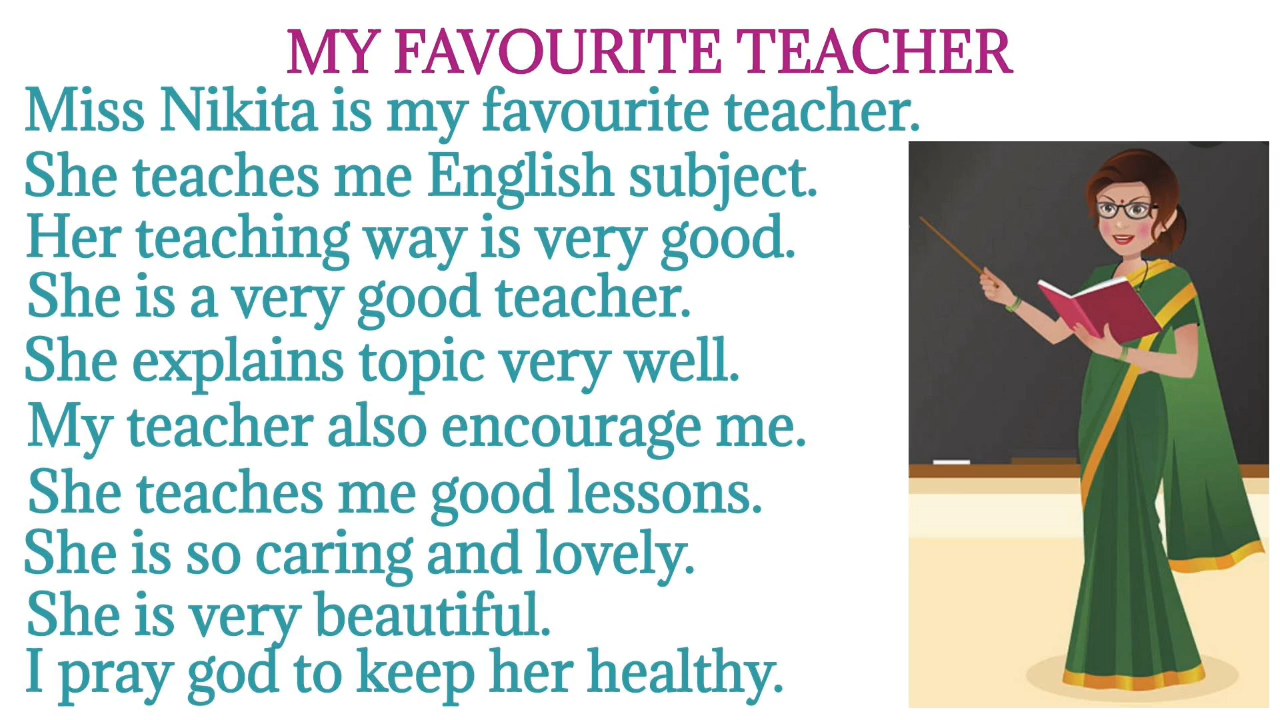 MY FAVOURITE TEACHER
Miss Nikita is my favourite teacher.
She teaches me English subject.
Her teaching way is very good.
She is a very good teacher.
She explains topic very well.
My teacher also encourage me.
She teaches me good lessons.
She is so caring and lovely.
She is very beautiful.
I pray god to keep her healthy.